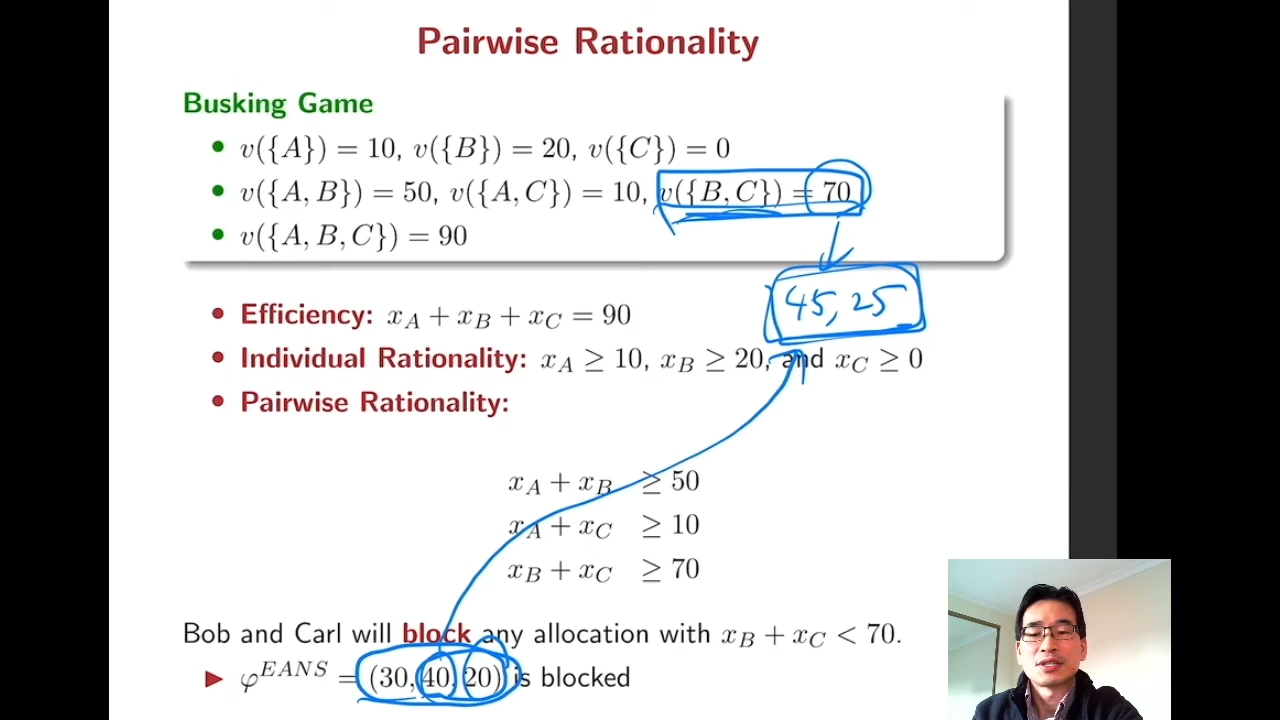 Pairwise Rationality
Busking Game
• v({A}) = 10, v({B}) = 20, v({C}) = 0
• v({A, B}) = 50, v({A, C}) = 10, v({B, C}) = 70
• v({A, B, C}) = 90
45, 25
• Efficiency: x_A + x_B + x_C = 90
• Individual Rationality: x_A ≥ 10, x_B ≥ 20, and x_C ≥ 0
• Pairwise Rationality:
x_A + x_B ≥ 50
x_A + x_C ≥ 10
x_B + x_C ≥ 70
Bob and Carl will block any allocation with x_B + x_C < 70.
► φ^{EANS} = (30, 40, 20) is blocked